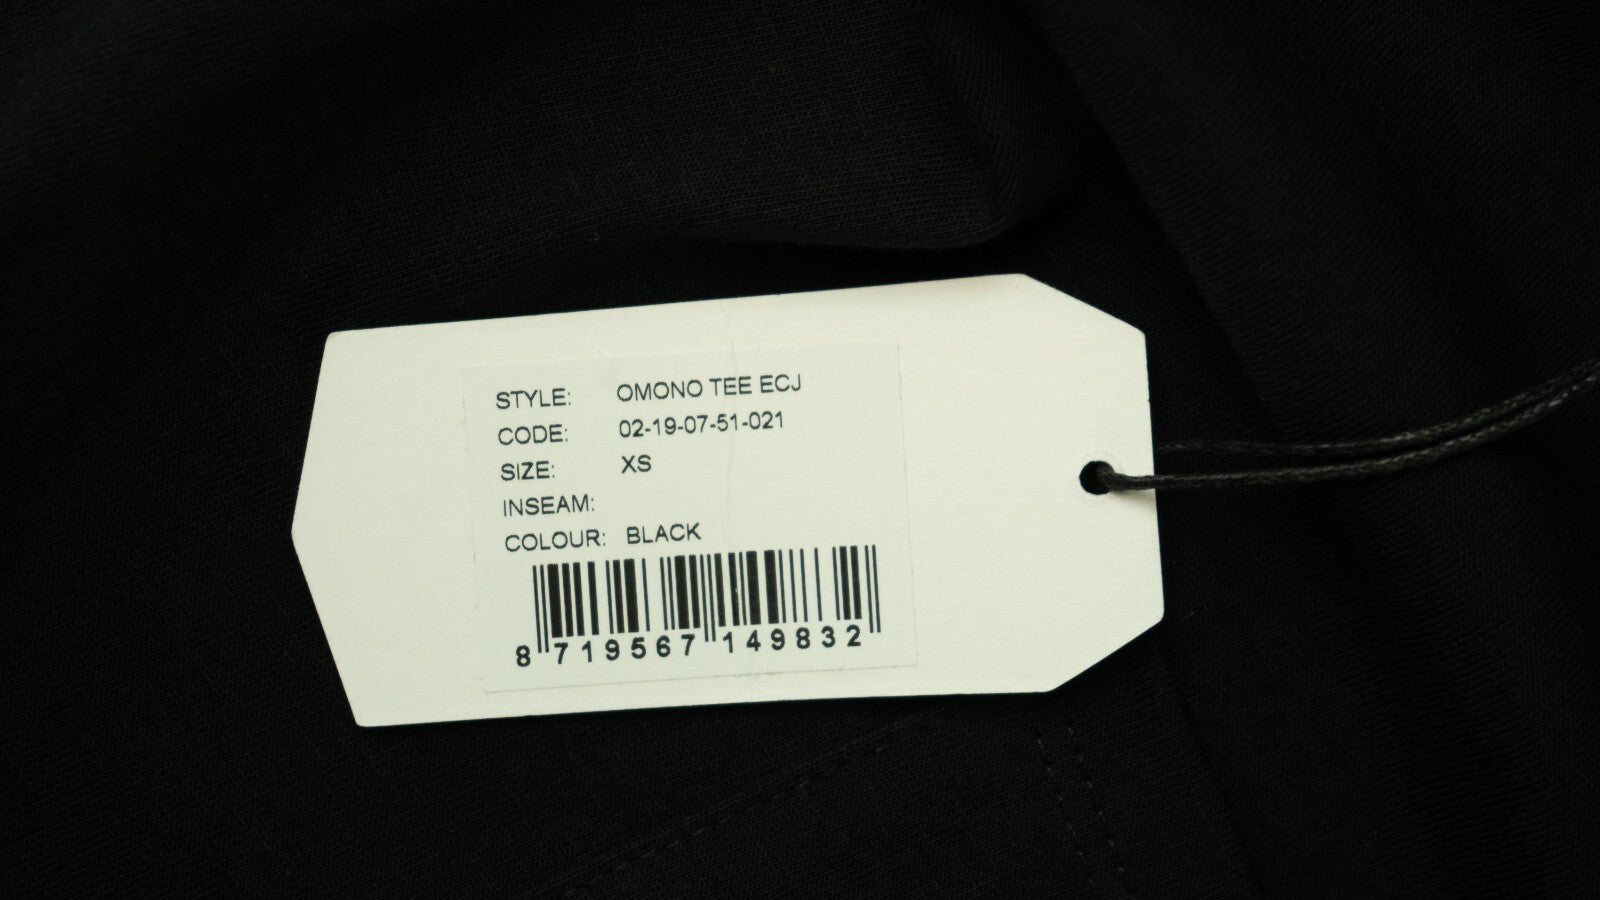 STYLE: OMONO TEE ECJ
CODE: 02-19-07-51-021
SIZE: XS
INSEAM:
COLOUR: BLACK
8 719567 149832